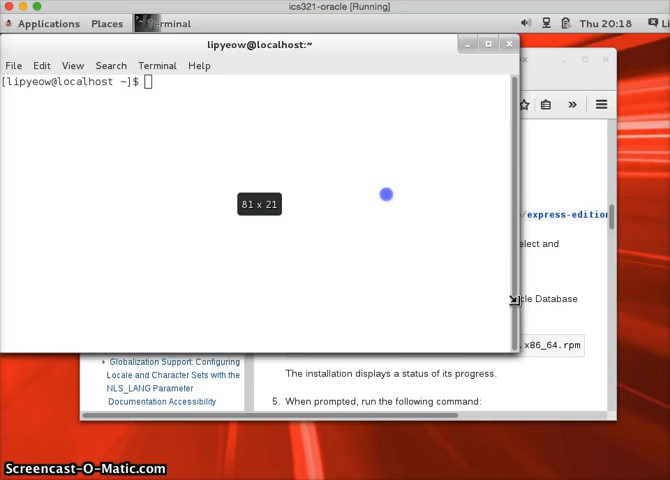 ics321-oracle [Running]
Applications Places Terminal Thu 20:18 Li
lipyeow@localhost:~
File Edit View Search Terminal Help
[lipyeow@localhost ~]$
81 x 21
/express-edition
elect and
cle Database
.x86_64.rpm
Globalization Support: Configuring
Locale and Character Sets with the
NLS_LANG Parameter
Documentation Accessibility
The installation displays a status of its progress.
5. When prompted, run the following command:
Screencast-O-Matic.com